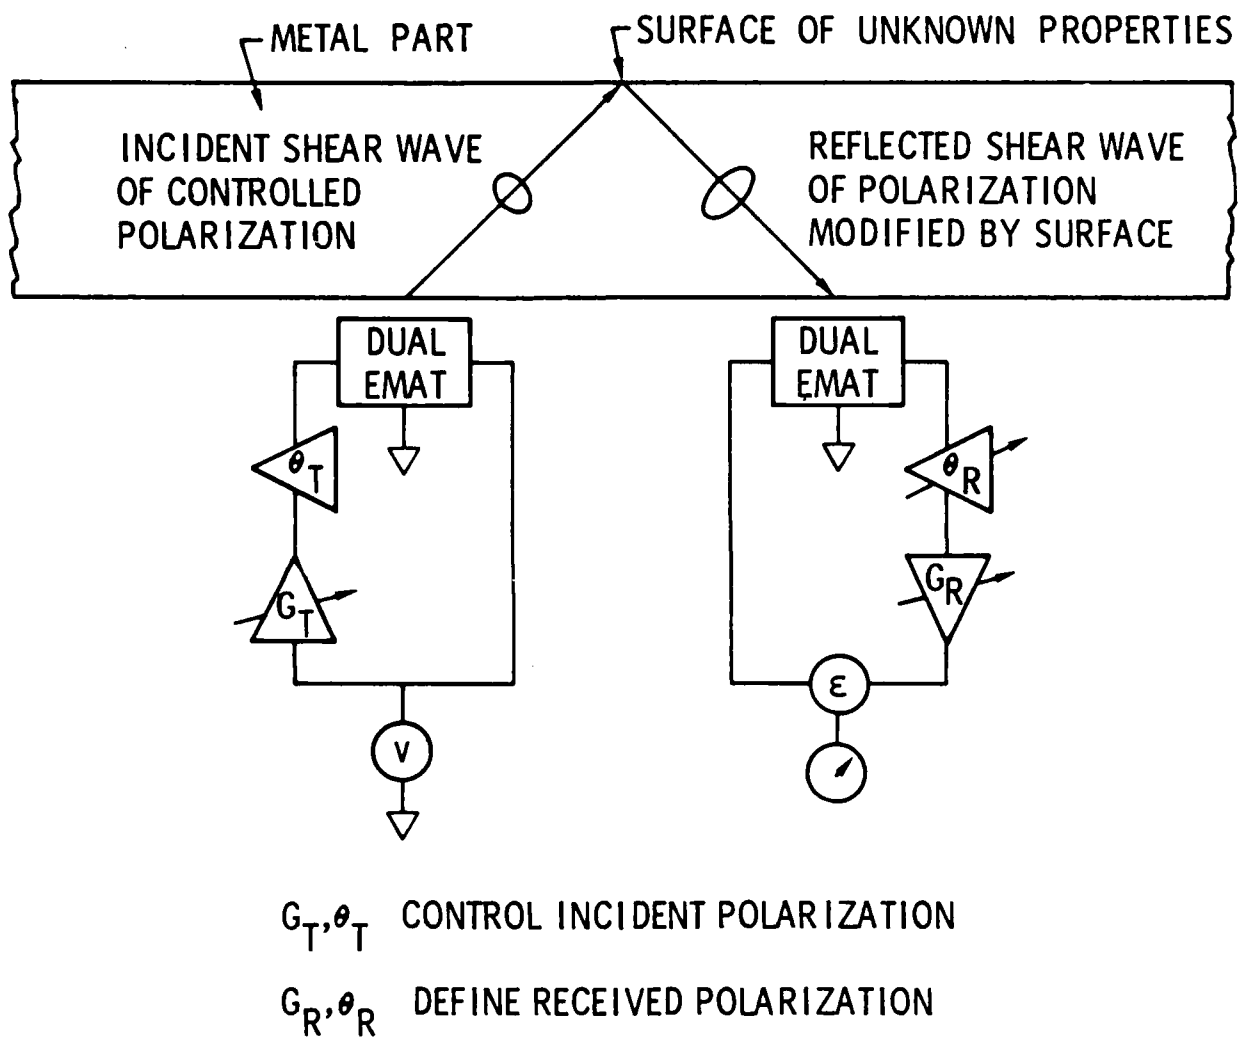 METAL PART
SURFACE OF UNKNOWN PROPERTIES
INCIDENT SHEAR WAVE
OF CONTROLLED
POLARIZATION
REFLECTED SHEAR WAVE
OF POLARIZATION
MODIFIED BY SURFACE
DUAL
EMAT
DUAL
EMAT
θT
θR
GT
GR
ε
V
GT,θT CONTROL INCIDENT POLARIZATION
GR,θR DEFINE RECEIVED POLARIZATION